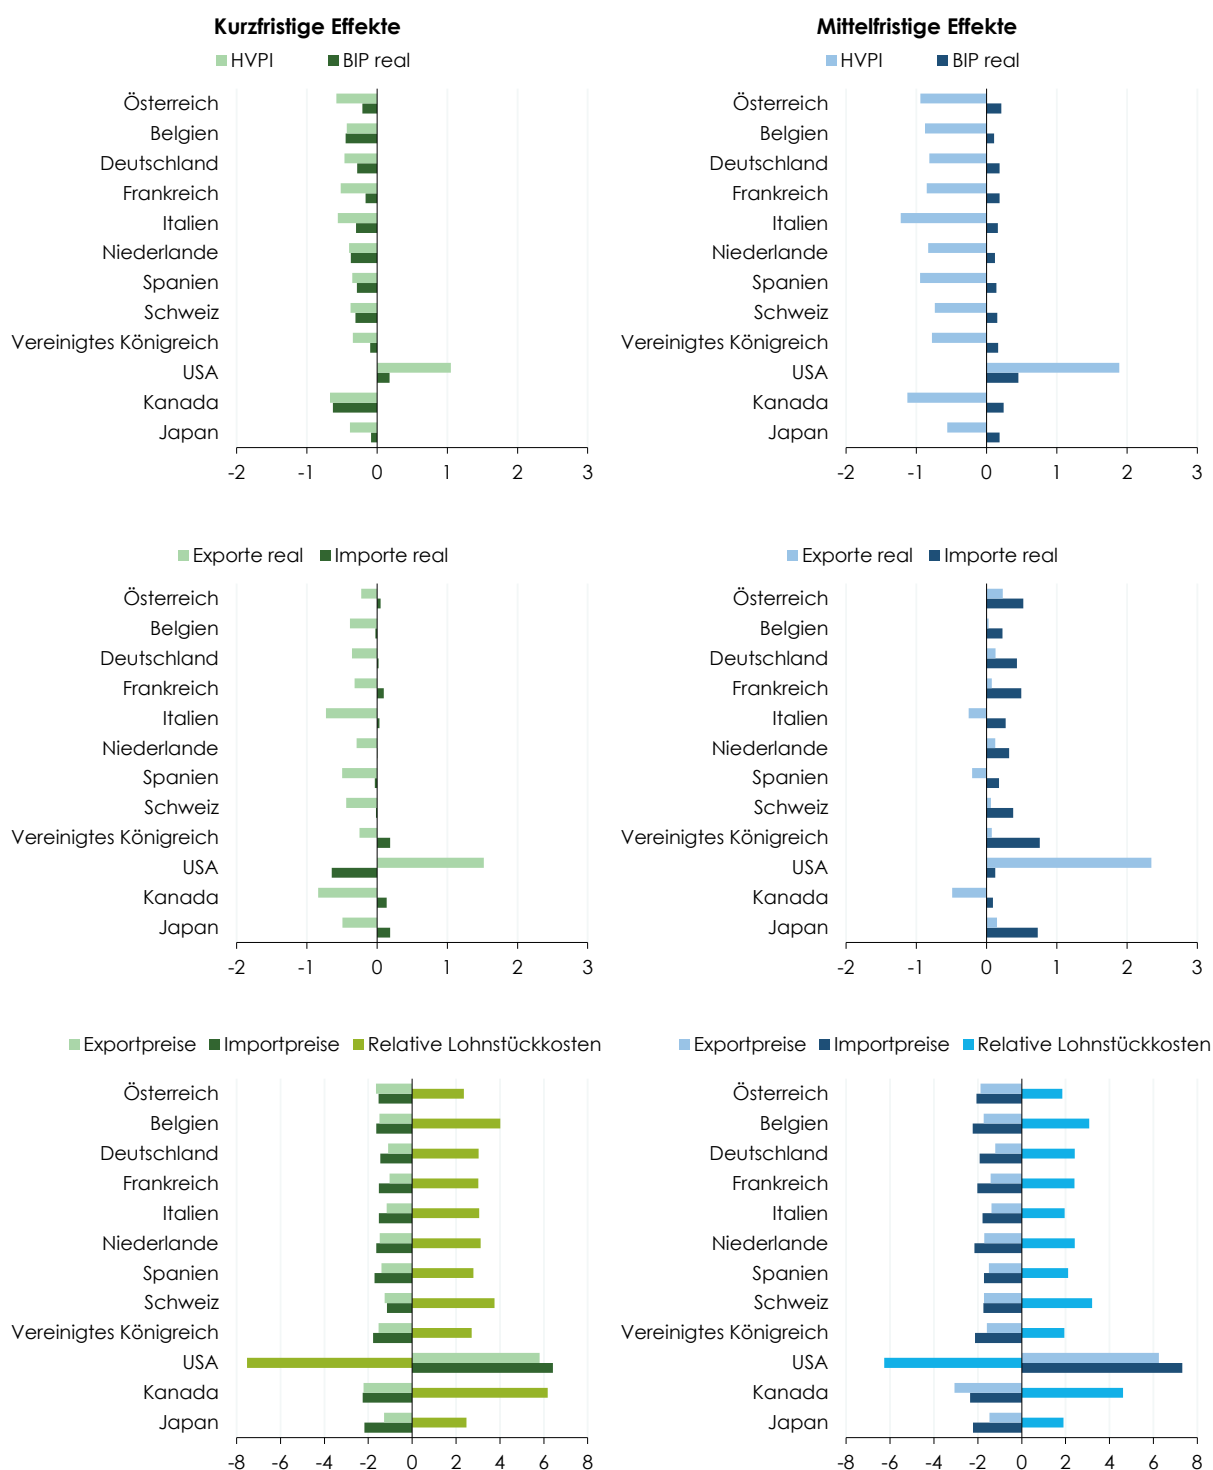 Kurzfristige Effekte
HVPI BIP real
Österreich
Belgien
Deutschland
Frankreich
Italien
Niederlande
Spanien
Schweiz
Vereinigtes Königreich
USA
Kanada
Japan
-2 -1 0 1 2 3
Mittelfristige Effekte
HVPI BIP real
Österreich
Belgien
Deutschland
Frankreich
Italien
Niederlande
Spanien
Schweiz
Vereinigtes Königreich
USA
Kanada
Japan
-2 -1 0 1 2 3
Exporte real Importe real
Österreich
Belgien
Deutschland
Frankreich
Italien
Niederlande
Spanien
Schweiz
Vereinigtes Königreich
USA
Kanada
Japan
-2 -1 0 1 2 3
Exporte real Importe real
Österreich
Belgien
Deutschland
Frankreich
Italien
Niederlande
Spanien
Schweiz
Vereinigtes Königreich
USA
Kanada
Japan
-2 -1 0 1 2 3
Exportpreise Importpreise Relative Lohnstückkosten
Österreich
Belgien
Deutschland
Frankreich
Italien
Niederlande
Spanien
Schweiz
Vereinigtes Königreich
USA
Kanada
Japan
-8 -6 -4 -2 0 2 4 6 8
Exportpreise Importpreise Relative Lohnstückkosten
Österreich
Belgien
Deutschland
Frankreich
Italien
Niederlande
Spanien
Schweiz
Vereinigtes Königreich
USA
Kanada
Japan
-8 -6 -4 -2 0 2 4 6 8